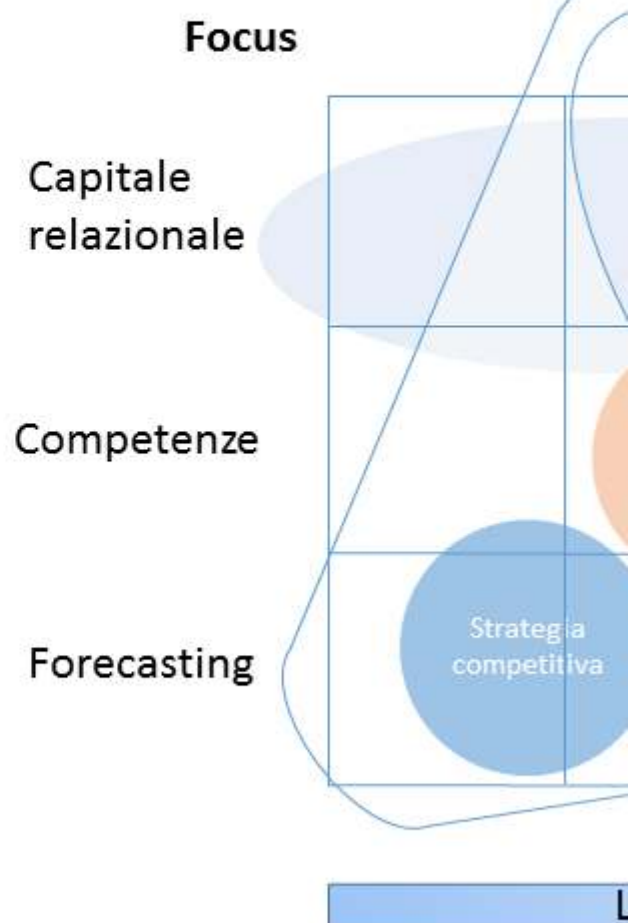 Focus
Capitale
relazionale
Competenze
Strategia
competitiva
Forecasting
L